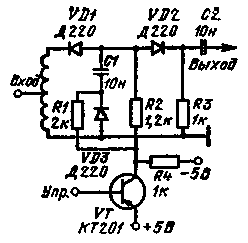 VD1 VD2 C2
Д220 Д220 10н
C1
10н
Вход
Выход
R1
2к
R2
1,2к
R3
1к
VD3
Д220
R4
1к
-5В
Упр.
VT
КТ201
+5В